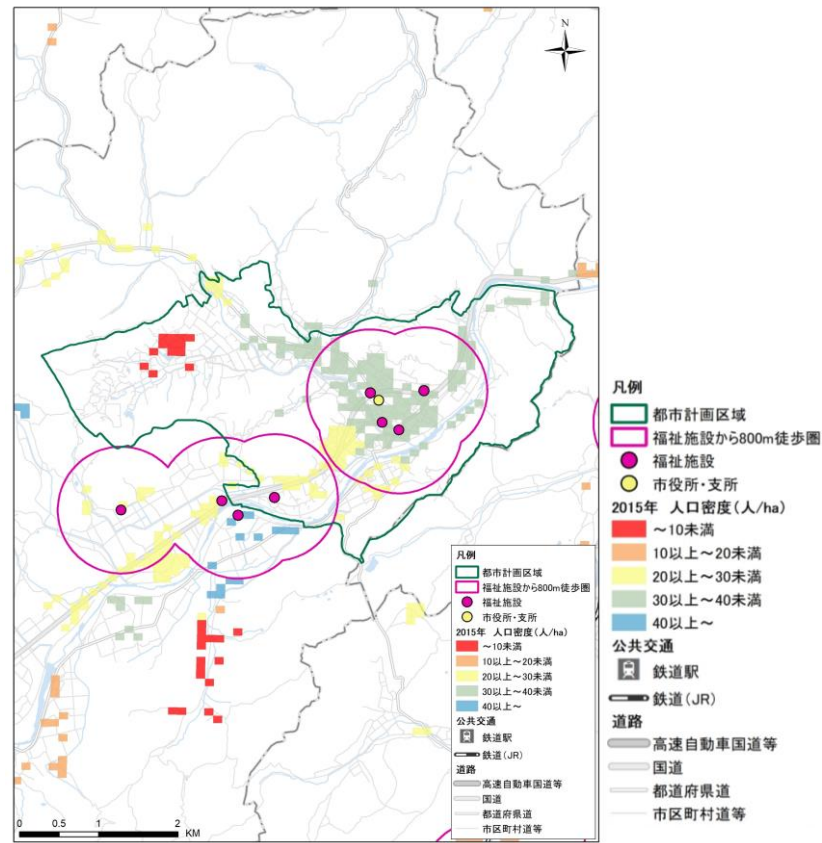 N
凡例
都市計画区域
福祉施設から800m徒歩圏
福祉施設
市役所・支所
2015年 人口密度(人/ha)
～10未満
10以上～20未満
20以上～30未満
30以上～40未満
40以上～
公共交通
鉄道駅
鉄道(JR)
道路
高速自動車国道等
国道
都道府県道
市区町村道等
0 0.5 1 2
KM
凡例
都市計画区域
福祉施設から800m徒歩圏
福祉施設
市役所・支所
2015年 人口密度(人/ha)
～10未満
10以上～20未満
20以上～30未満
30以上～40未満
40以上～
公共交通
鉄道駅
鉄道(JR)
道路
高速自動車国道等
国道
都道府県道
市区町村道等